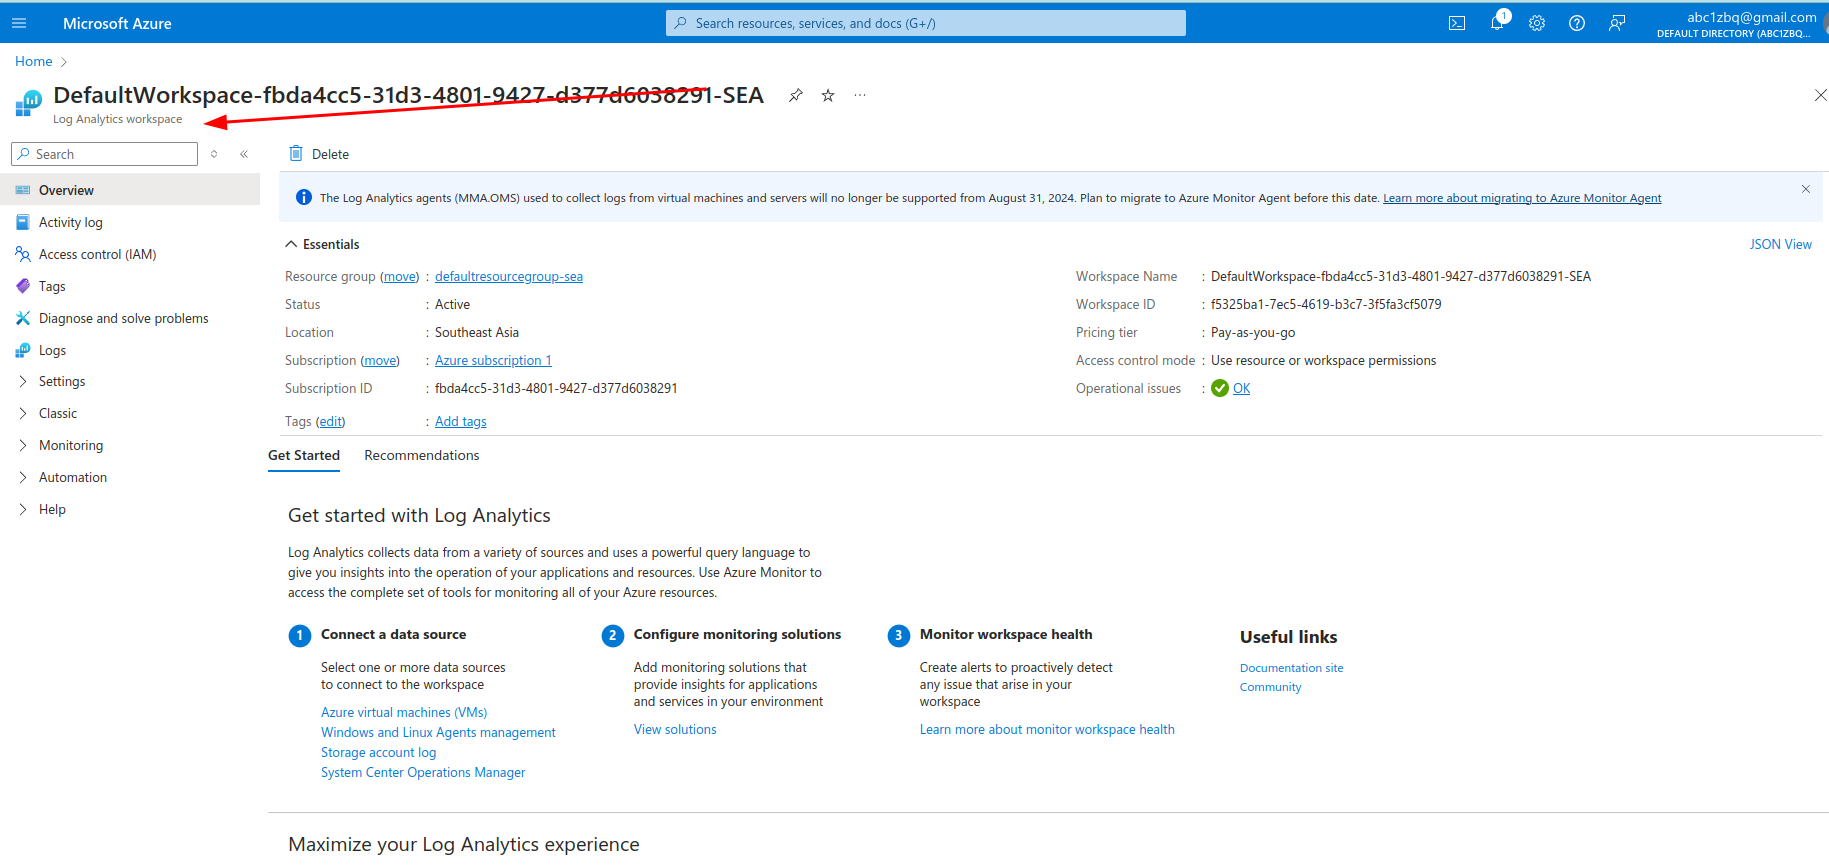 Microsoft Azure
Search resources, services, and docs (G+/)
1
abc1zbq@gmail.com
DEFAULT DIRECTORY (ABC1ZBQ...
Home
DefaultWorkspace-fbda4cc5-31d3-4801-9427-d377d6038291-SEA
...
Log Analytics workspace
Search
Delete
Overview
Activity log
Access control (IAM)
Tags
Diagnose and solve problems
Logs
Settings
Classic
Monitoring
Automation
Help
The Log Analytics agents (MMA.OMS) used to collect logs from virtual machines and servers will no longer be supported from August 31, 2024. Plan to migrate to Azure Monitor Agent before this date. Learn more about migrating to Azure Monitor Agent
Essentials
JSON View
Resource group (move) : defaultresourcegroup-sea
Status : Active
Location : Southeast Asia
Subscription (move) : Azure subscription 1
Subscription ID : fbda4cc5-31d3-4801-9427-d377d6038291
Tags (edit) : Add tags
Workspace Name : DefaultWorkspace-fbda4cc5-31d3-4801-9427-d377d6038291-SEA
Workspace ID : f5325ba1-7ec5-4619-b3c7-3f5fa3cf5079
Pricing tier : Pay-as-you-go
Access control mode : Use resource or workspace permissions
Operational issues : OK
Get Started
Recommendations
Get started with Log Analytics
Log Analytics collects data from a variety of sources and uses a powerful query language to
give you insights into the operation of your applications and resources. Use Azure Monitor to
access the complete set of tools for monitoring all of your Azure resources.
1 Connect a data source
Select one or more data sources
to connect to the workspace
Azure virtual machines (VMs)
Windows and Linux Agents management
Storage account log
System Center Operations Manager
2 Configure monitoring solutions
Add monitoring solutions that
provide insights for applications
and services in your environment
View solutions
3 Monitor workspace health
Create alerts to proactively detect
any issue that arise in your
workspace
Learn more about monitor workspace health
Useful links
Documentation site
Community
Maximize your Log Analytics experience